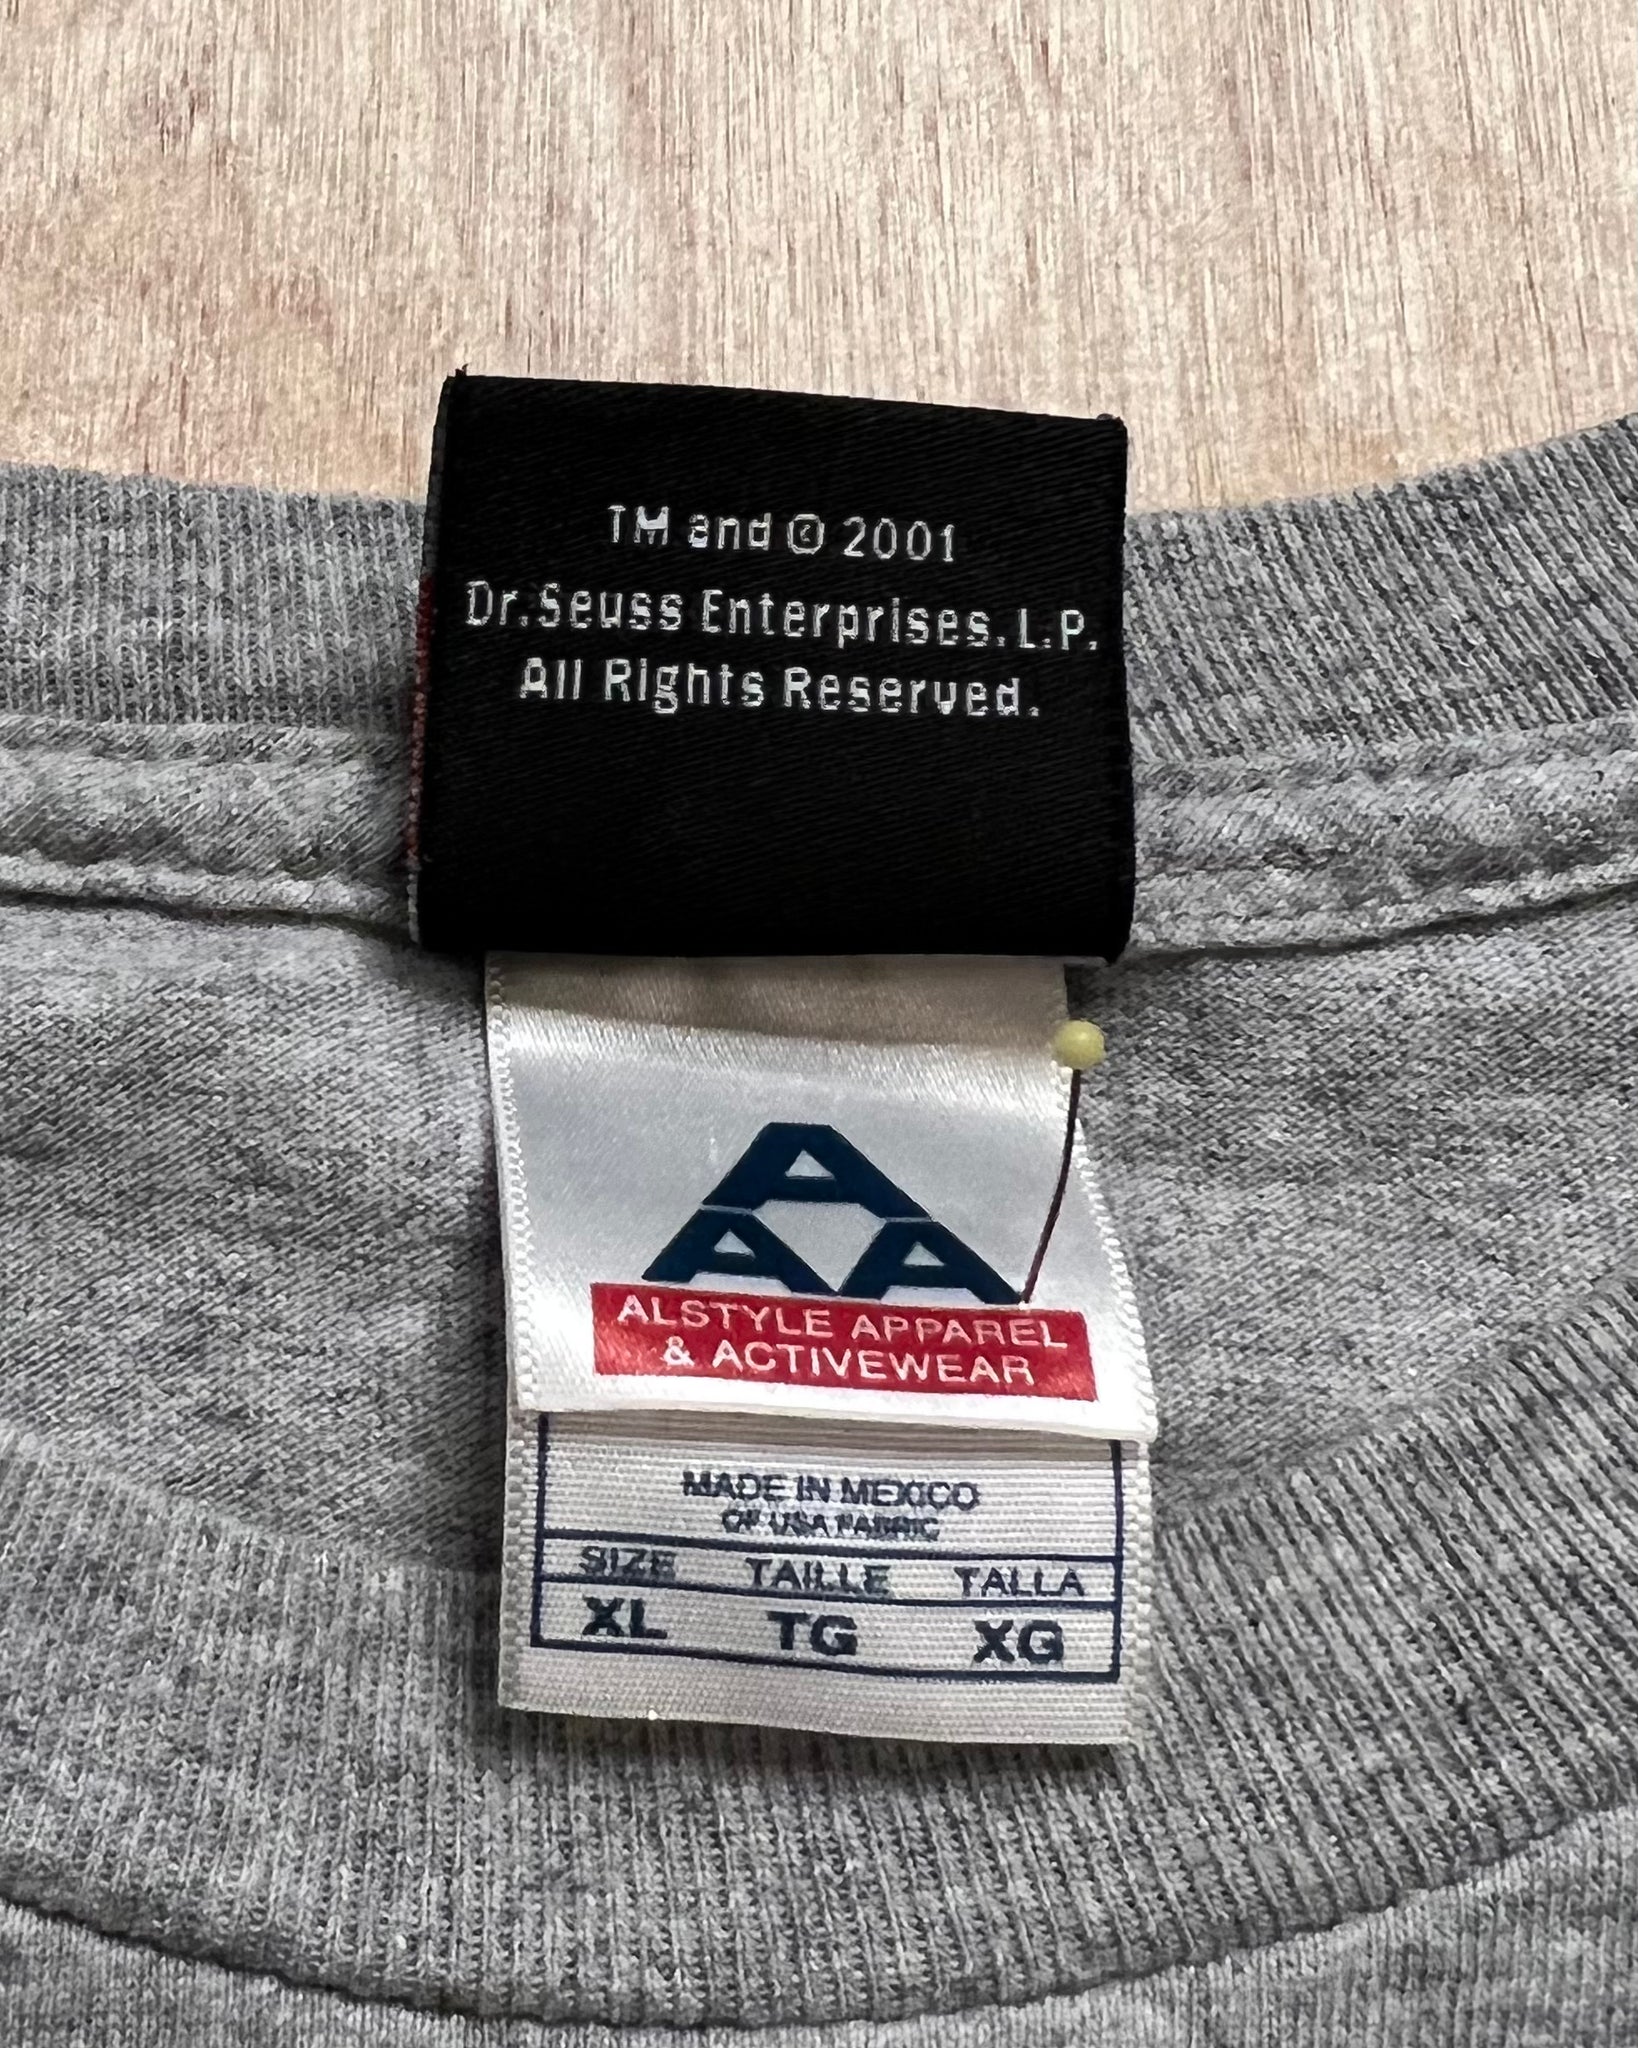 TM and © 2001
Dr. Seuss Enterprises. L.P.
All Rights Reserved.
A
A A
ALSTYLE APPAREL
& ACTIVEWEAR
MADE IN MEXICO
OF USA FABRIC
SIZE TAILLE TALLA
XL TG XG